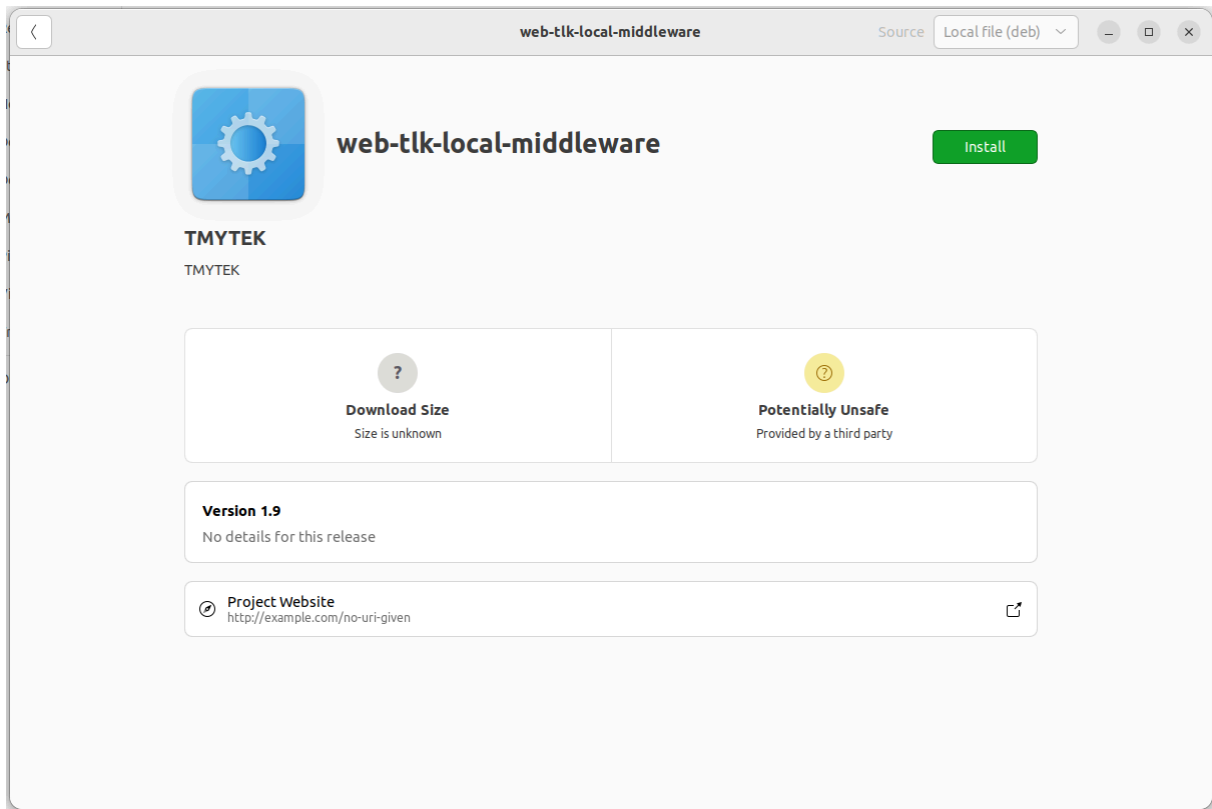 web-tlk-local-middleware
Source Local file (deb)
web-tlk-local-middleware
Install
TMYTEK
TMYTEK
?
Download Size
Size is unknown
?
Potentially Unsafe
Provided by a third party
Version 1.9
No details for this release
Project Website
http://example.com/no-uri-given